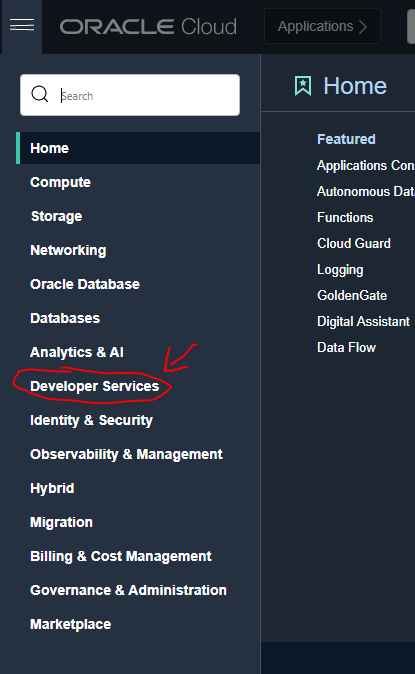 ORACLE Cloud
Applications
Search
Home
Compute
Storage
Networking
Oracle Database
Databases
Analytics & AI
Developer Services
Identity & Security
Observability & Management
Hybrid
Migration
Billing & Cost Management
Governance & Administration
Marketplace
Home
Featured
Applications Con
Autonomous Dat
Functions
Cloud Guard
Logging
GoldenGate
Digital Assistant
Data Flow